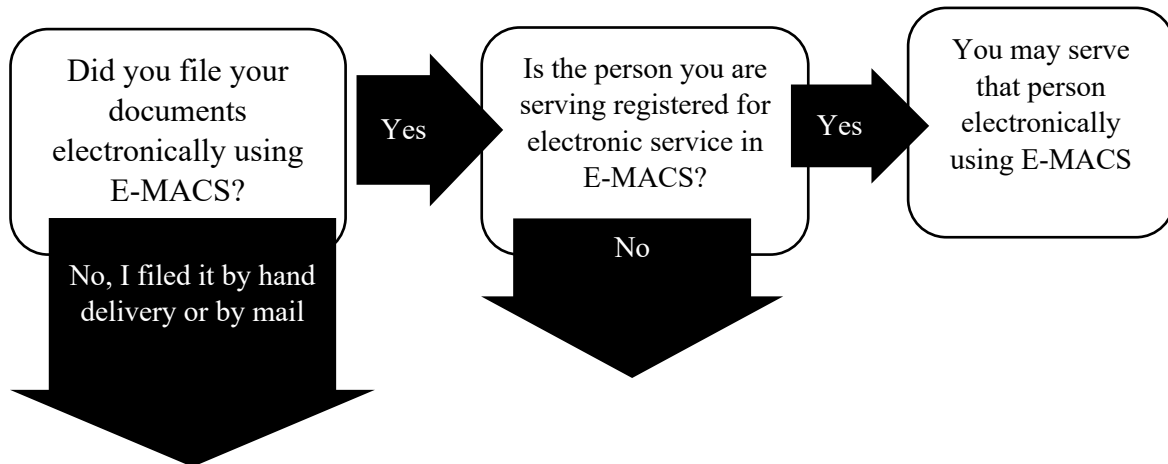 Did you file your
documents
electronically using
E-MACS?
Yes
Is the person you are
serving registered for
electronic service in
E-MACS?
Yes
You may serve
that person
electronically
using E-MACS
No, I filed it by hand
delivery or by mail
No